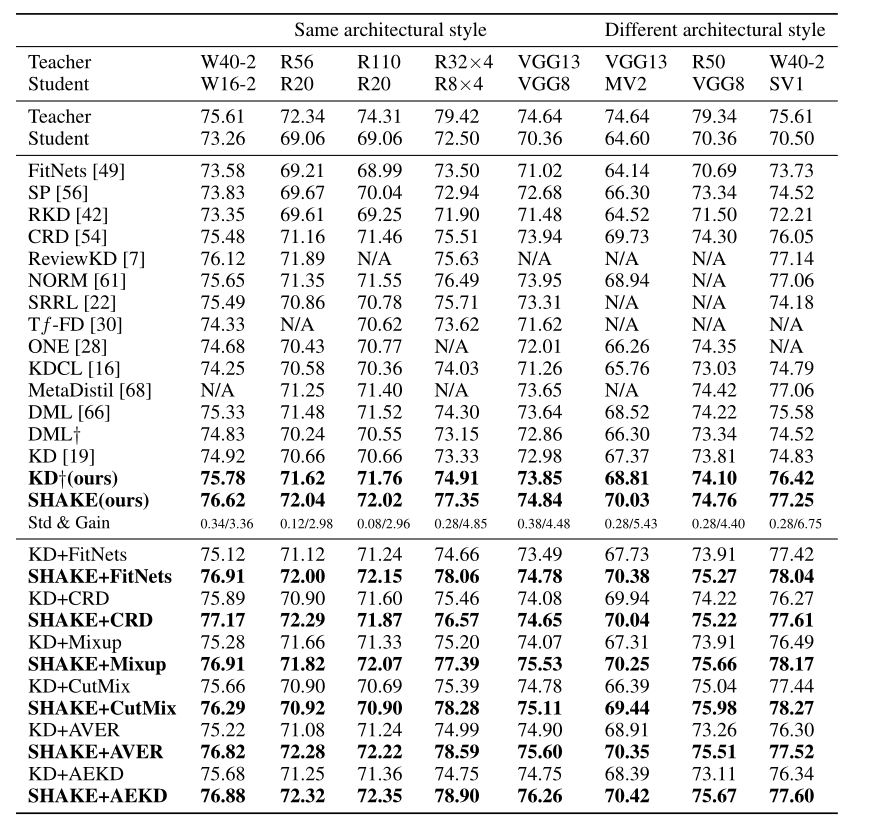 Same architectural style Different architectural style
Teacher W40-2 R56 R110 R32×4 VGG13 VGG13 R50 W40-2
Student W16-2 R20 R20 R8×4 VGG8 MV2 VGG8 SV1
Teacher 75.61 72.34 74.31 79.42 74.64 74.64 79.34 75.61
Student 73.26 69.06 69.06 72.50 70.36 64.60 70.36 70.50
FitNets [49] 73.58 69.21 68.99 73.50 71.02 64.14 70.69 73.73
SP [56] 73.83 69.67 70.04 72.94 72.68 66.30 73.34 74.52
RKD [42] 73.35 69.61 69.25 71.90 71.48 64.52 71.50 72.21
CRD [54] 75.48 71.16 71.46 75.51 73.94 69.73 74.30 76.05
ReviewKD [7] 76.12 71.89 N/A 75.63 N/A N/A N/A 77.14
NORM [61] 75.65 71.35 71.55 76.49 73.95 68.94 N/A 77.06
SRRL [22] 75.49 70.86 70.78 75.71 73.31 N/A N/A 74.18
Tƒ-FD [30] 74.33 N/A 70.62 73.62 71.62 N/A N/A N/A
ONE [28] 74.68 70.43 70.77 N/A 72.01 66.26 74.35 N/A
KDCL [16] 74.25 70.58 70.36 74.03 71.26 65.76 73.03 74.79
MetaDistil [68] N/A 71.25 71.40 N/A 73.65 N/A 74.42 77.06
DML [66] 75.33 71.48 71.52 74.30 73.64 68.52 74.22 75.58
DML† 74.83 70.24 70.55 73.15 72.86 66.30 73.34 74.52
KD [19] 74.92 70.66 70.66 73.33 72.98 67.37 73.81 74.83
KD†(ours) 75.78 71.62 71.76 74.91 73.85 68.81 74.10 76.42
SHAKE(ours) 76.62 72.04 72.02 77.35 74.84 70.03 74.76 77.25
Std & Gain 0.34/3.36 0.12/2.98 0.08/2.96 0.28/4.85 0.38/4.48 0.28/5.43 0.28/4.40 0.28/6.75
KD+FitNets 75.12 71.12 71.24 74.66 73.49 67.73 73.91 77.42
SHAKE+FitNets 76.91 72.00 72.15 78.06 74.78 70.38 75.27 78.04
KD+CRD 75.89 70.90 71.60 75.46 74.08 69.94 74.22 76.27
SHAKE+CRD 77.17 72.29 71.87 76.57 74.65 70.04 75.22 77.61
KD+Mixup 75.28 71.66 71.33 75.20 74.07 67.31 73.91 76.49
SHAKE+Mixup 76.91 71.82 72.07 77.39 75.53 70.25 75.66 78.17
KD+CutMix 75.66 70.90 70.69 75.39 74.78 66.39 75.04 77.44
SHAKE+CutMix 76.29 70.92 70.90 78.28 75.11 69.44 75.98 78.27
KD+AVER 75.22 71.08 71.24 74.99 74.90 68.91 73.26 76.30
SHAKE+AVER 76.82 72.28 72.22 78.59 75.60 70.35 75.51 77.52
KD+AEKD 75.68 71.25 71.36 74.75 74.75 68.39 73.11 76.34
SHAKE+AEKD 76.88 72.32 72.35 78.90 76.26 70.42 75.67 77.60